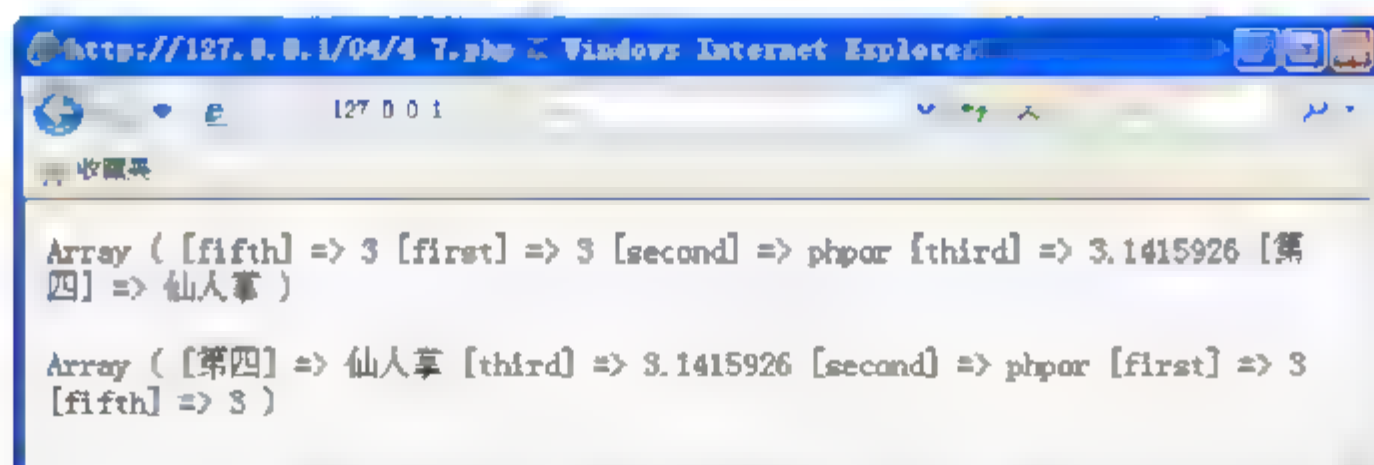 http://127.0.0.1/04/4 7.php Windows Internet Explorer
127 0 0 1
收藏夹
Array ( [fifth] => 3 [first] => 3 [second] => phpor [third] => 3.1415926 [第
四] => 仙人掌 )
Array ( [第四] => 仙人掌 [third] => 3.1415926 [second] => phpor [first] => 3
[fifth] => 3 )